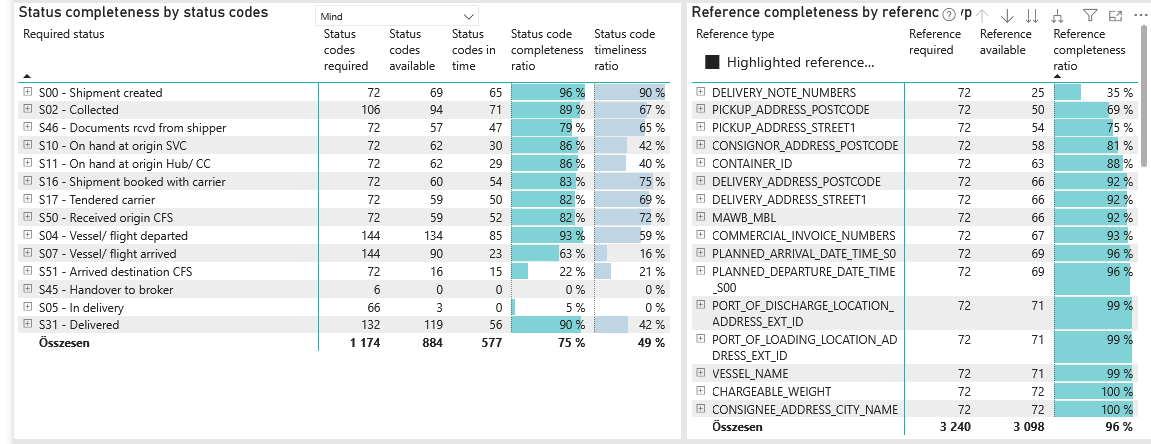 Status completeness by status codes
Mind
Required status
Status codes required
Status codes available
Status codes in time
Status code completeness ratio
Status code timeliness ratio
S00 - Shipment created 72 69 65 96 % 90 %
S02 - Collected 106 94 71 89 % 67 %
S46 - Documents rcvd from shipper 72 57 47 79 % 65 %
S10 - On hand at origin SVC 72 62 30 86 % 42 %
S11 - On hand at origin Hub/ CC 72 62 29 86 % 40 %
S16 - Shipment booked with carrier 72 60 54 83 % 75 %
S17 - Tendered carrier 72 59 50 82 % 69 %
S50 - Received origin CFS 72 59 52 82 % 72 %
S04 - Vessel/ flight departed 144 134 85 93 % 59 %
S07 - Vessel/ flight arrived 144 90 23 63 % 16 %
S51 - Arrived destination CFS 72 16 15 22 % 21 %
S45 - Handover to broker 6 0 0 0 % 0 %
S05 - In delivery 66 3 0 5 % 0 %
S31 - Delivered 132 119 56 90 % 42 %
Összesen 1 174 884 577 75 % 49 %
Reference completeness by referenc yp
Reference type
Reference required
Reference available
Reference completeness ratio
Highlighted reference...
DELIVERY_NOTE_NUMBERS 72 25 35 %
PICKUP_ADDRESS_POSTCODE 72 50 69 %
PICKUP_ADDRESS_STREET1 72 54 75 %
CONSIGNOR_ADDRESS_POSTCODE 72 58 81 %
CONTAINER_ID 72 63 88 %
DELIVERY_ADDRESS_POSTCODE 72 66 92 %
DELIVERY_ADDRESS_STREET1 72 66 92 %
MAWB_MBL 72 66 92 %
COMMERCIAL_INVOICE_NUMBERS 72 67 93 %
PLANNED_ARRIVAL_DATE_TIME_S0 72 69 96 %
PLANNED_DEPARTURE_DATE_TIME 72 69 96 %
_S00
PORT_OF_DISCHARGE_LOCATION_ 72 71 99 %
ADDRESS_EXT_ID
PORT_OF_LOADING_LOCATION_AD 72 71 99 %
DRESS_EXT_ID
VESSEL_NAME 72 71 99 %
CHARGEABLE_WEIGHT 72 72 100 %
CONSIGNEE_ADDRESS_CITY_NAME 72 72 100 %
Összesen 3 240 3 098 96 %